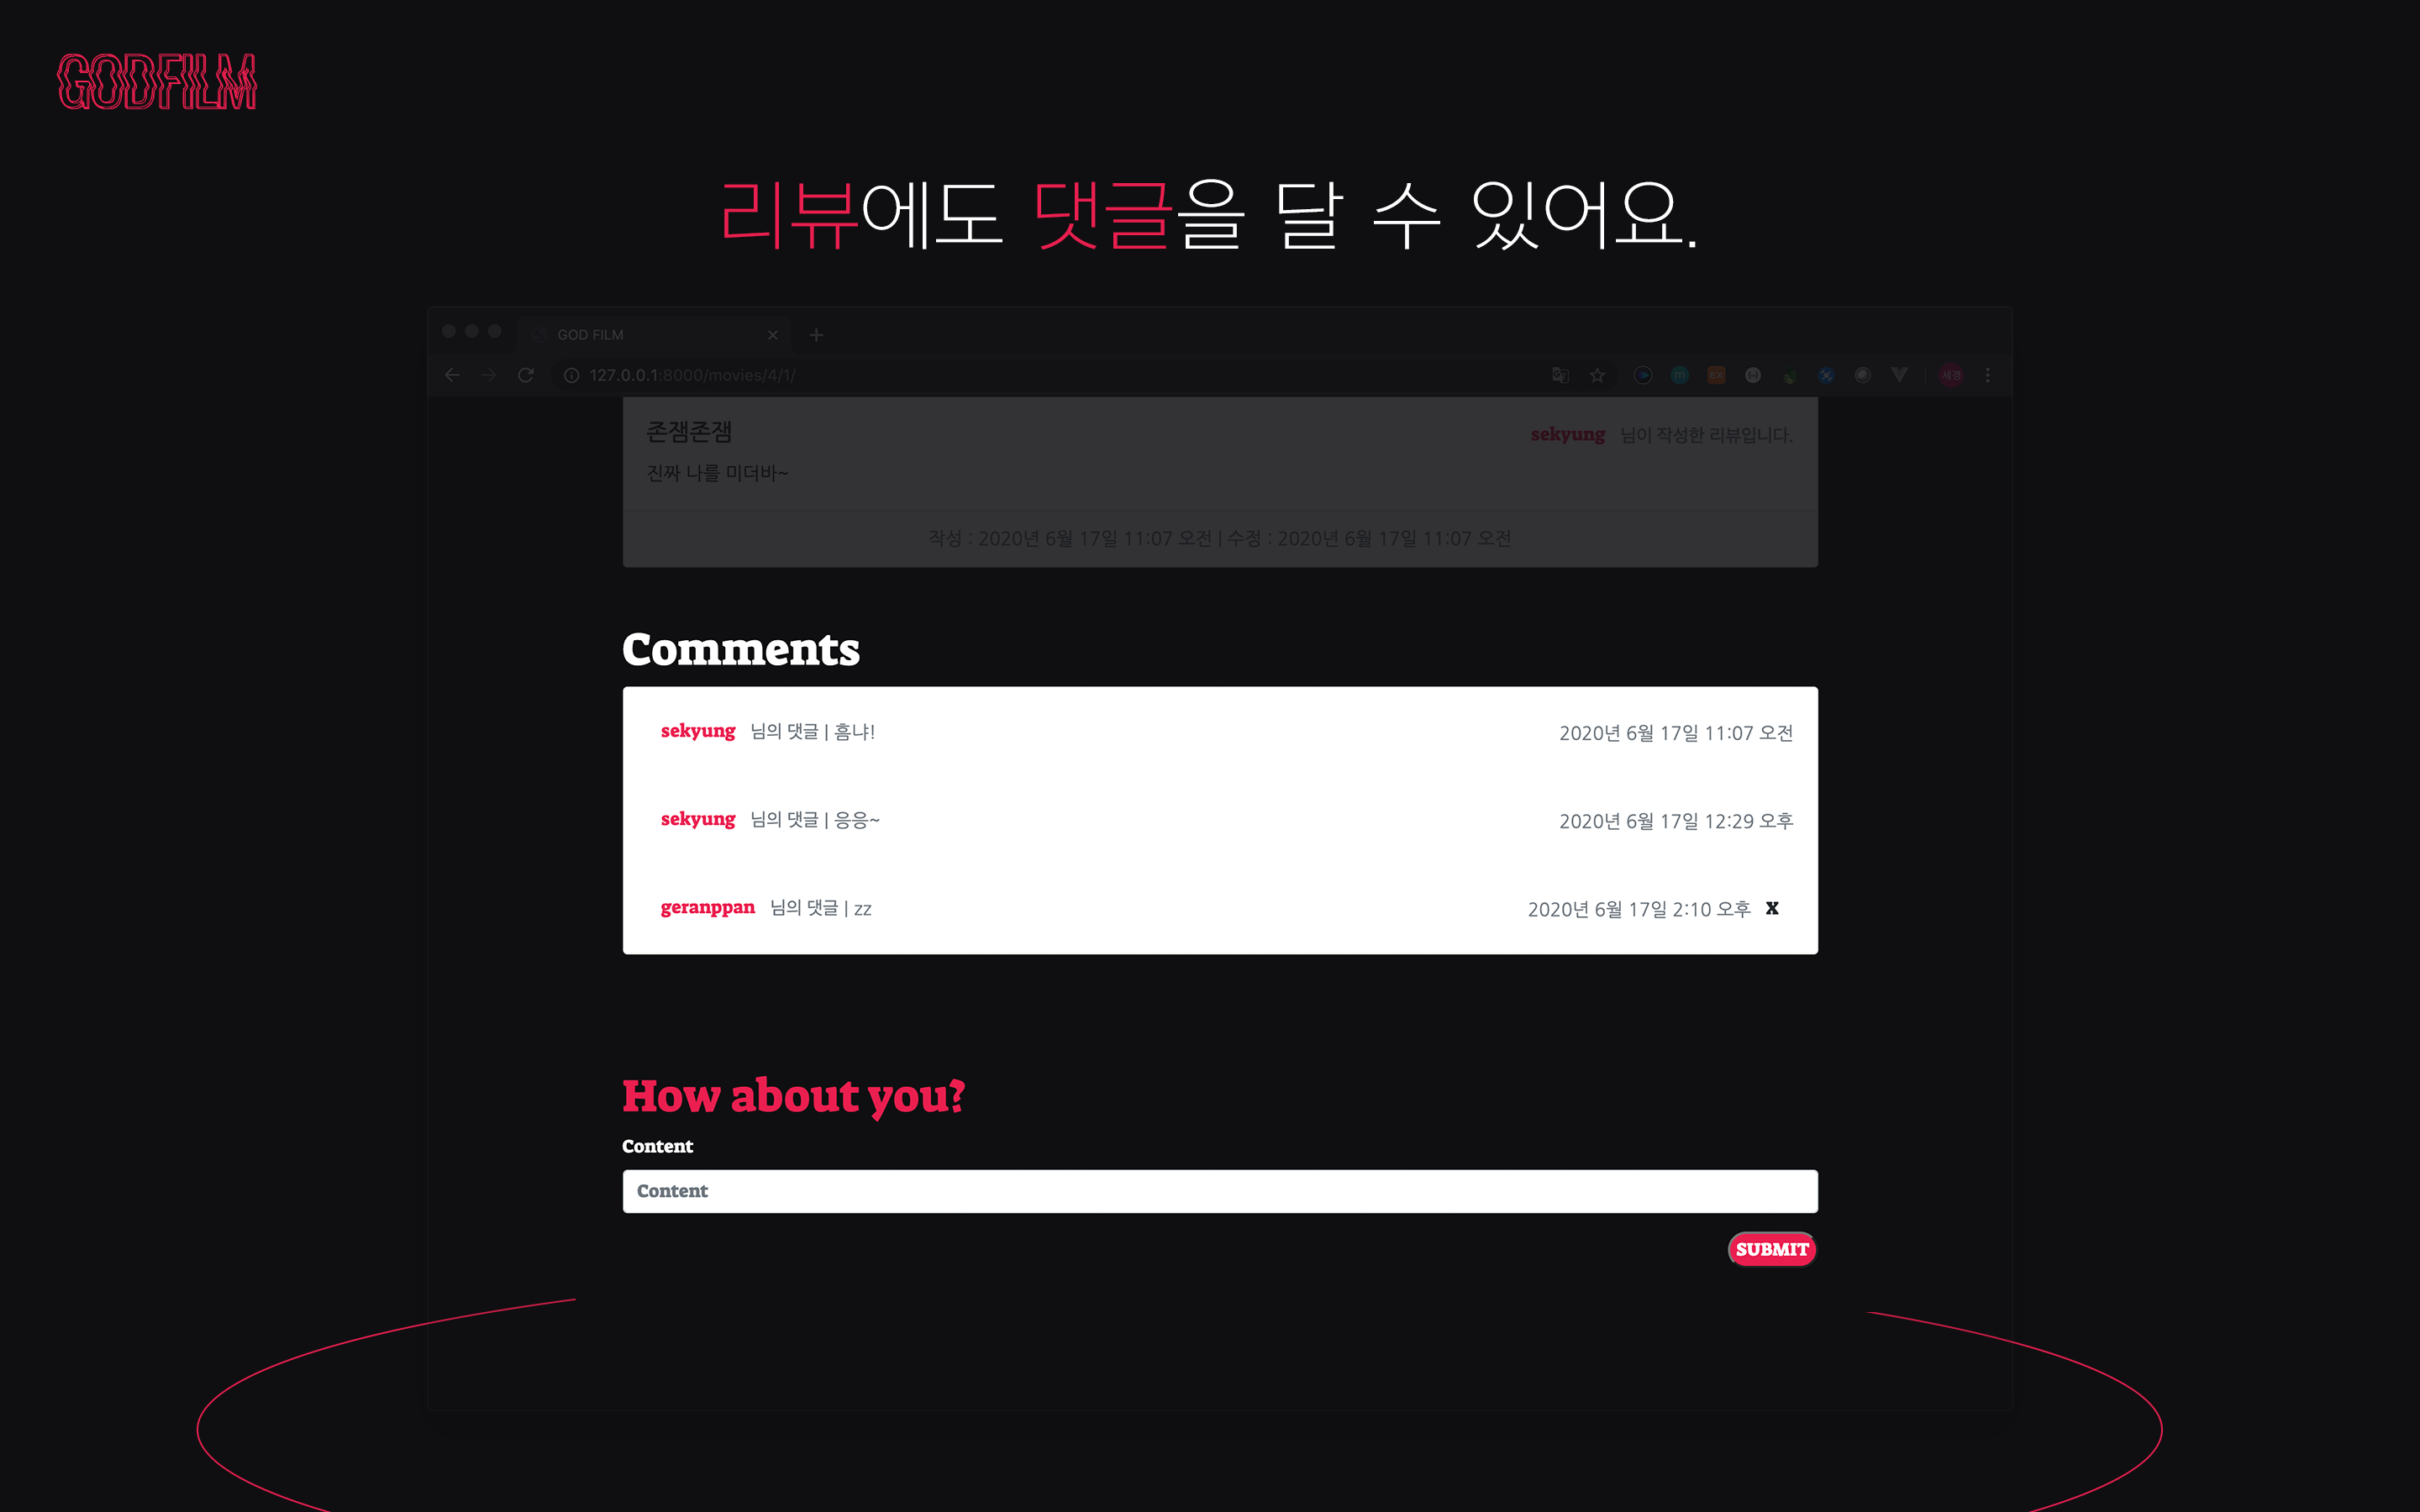 GODFILM
리뷰에도 댓글을 달 수 있어요.
GOD FILM
127.0.0.1:8000/movies/4/1/
세경
존잼존잼
sekyung 님이 작성한 리뷰입니다.
진짜 나를 미더바~
작성 : 2020년 6월 17일 11:07 오전 | 수정 : 2020년 6월 17일 11:07 오전
Comments
sekyung 님의 댓글 | 흠냐! 2020년 6월 17일 11:07 오전
sekyung 님의 댓글 | 응응~ 2020년 6월 17일 12:29 오후
geranppan 님의 댓글 | zz 2020년 6월 17일 2:10 오후 X
How about you?
Content
Content
SUBMIT